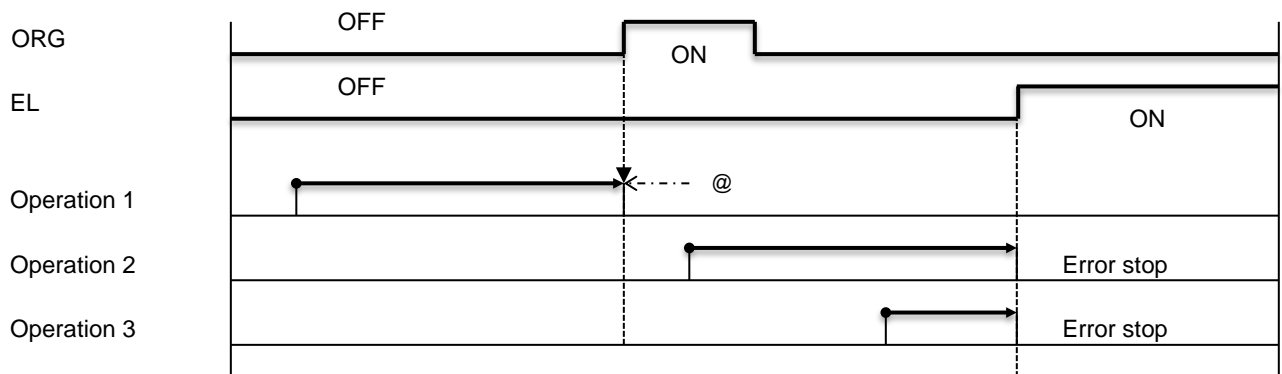 OFF
ORG
ON
OFF
EL
ON
@
Operation 1
Operation 2
Error stop
Operation 3
Error stop